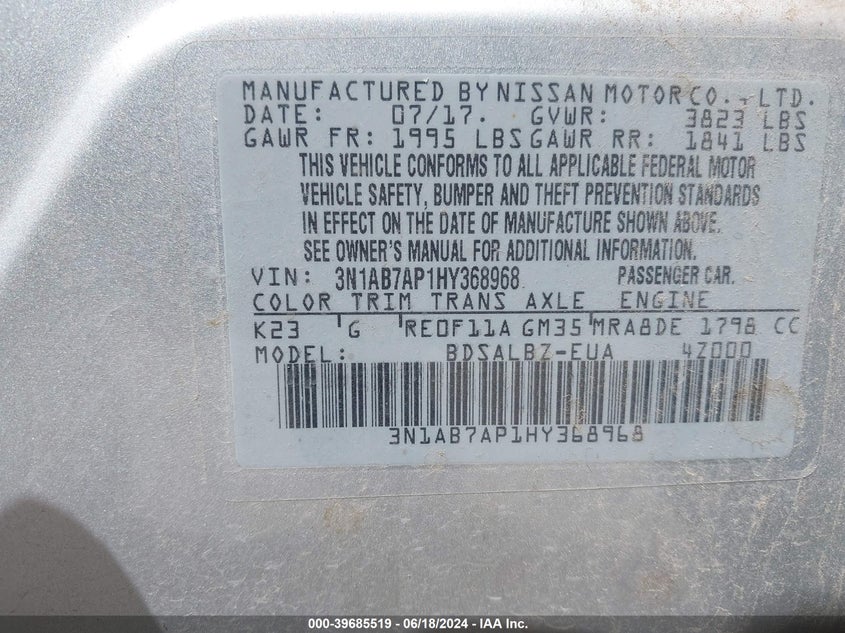 MANUFACTURED BY NISSAN MOTOR CO., LTD.
DATE: 07/17. GVWR: 3823 LBS
GAWR FR: 1995 LBS GAWR RR: 1841 LBS
THIS VEHICLE CONFORMS TO ALL APPLICABLE FEDERAL MOTOR
VEHICLE SAFETY, BUMPER AND THEFT PREVENTION STANDARDS
IN EFFECT ON THE DATE OF MANUFACTURE SHOWN ABOVE.
SEE OWNER'S MANUAL FOR ADDITIONAL INFORMATION.
VIN: 3N1AB7AP1HY368968 PASSENGER CAR.
COLOR TRIM TRANS AXLE ENGINE
K23 G RE0F11A GM35 MRA8DE 1798 CC
MODEL: BDSALBZ-EUA 4Z000
3N1AB7AP1HY368968
000-39685519 - 06/18/2024 - IAA Inc.